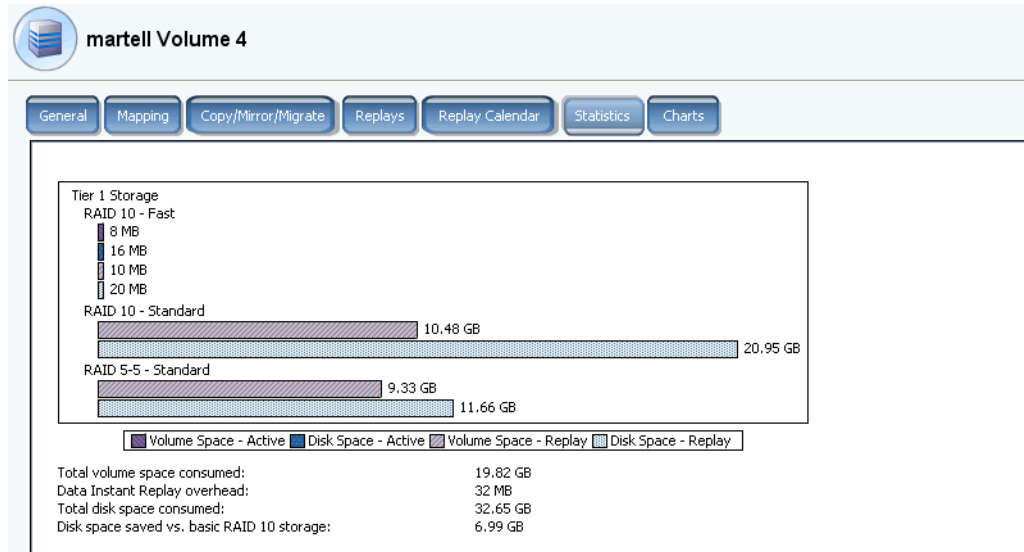 martell Volume 4
General Mapping Copy/Mirror/Migrate Replays Replay Calendar Statistics Charts
Tier 1 Storage
RAID 10 - Fast
8 MB
16 MB
10 MB
20 MB
RAID 10 - Standard
10.48 GB
20.95 GB
RAID 5-5 - Standard
9.33 GB
11.66 GB
Volume Space - Active Disk Space - Active Volume Space - Replay Disk Space - Replay
Total volume space consumed: 19.82 GB
Data Instant Replay overhead: 32 MB
Total disk space consumed: 32.65 GB
Disk space saved vs. basic RAID 10 storage: 6.99 GB